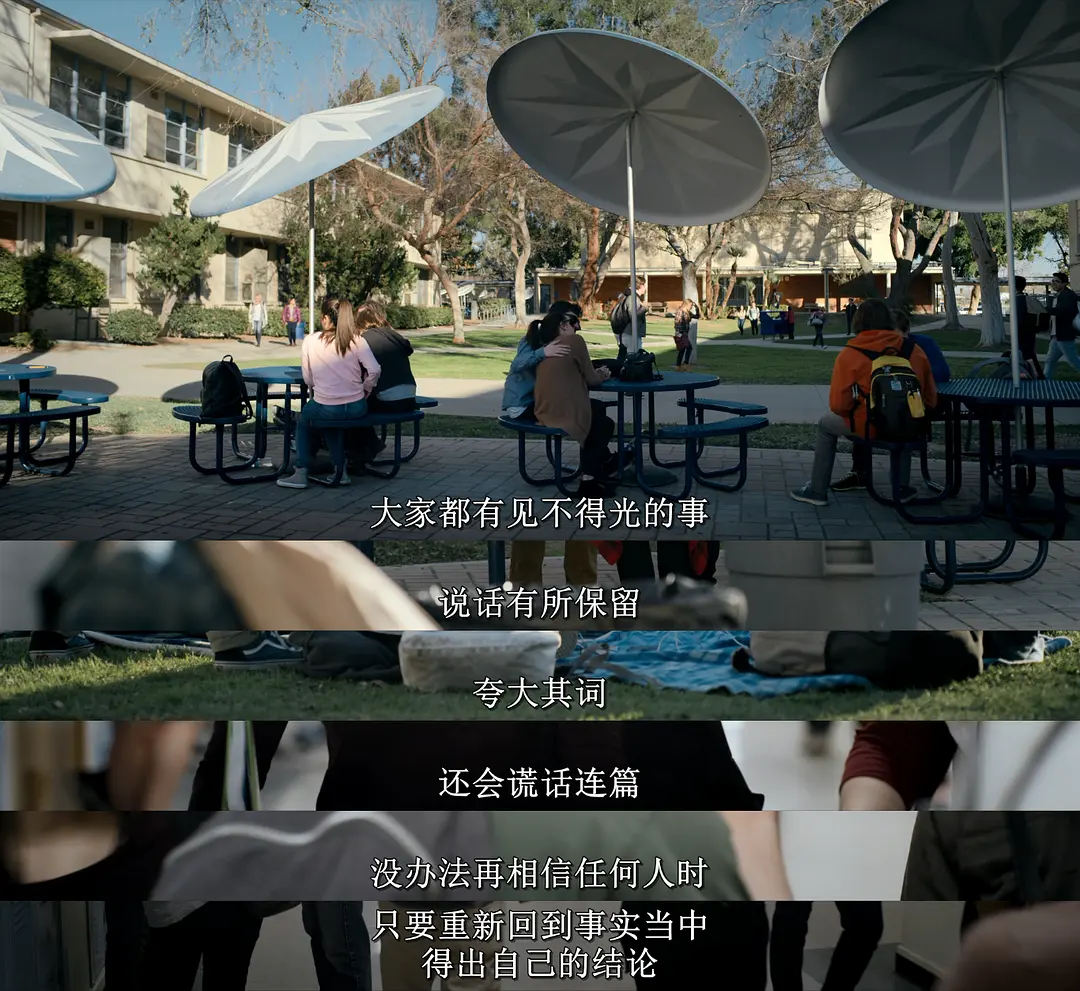 大家都有见不得光的事
说话有所保留
夸大其词
还会谎话连篇
没办法再相信任何人时
只要重新回到事实当中
得出自己的结论